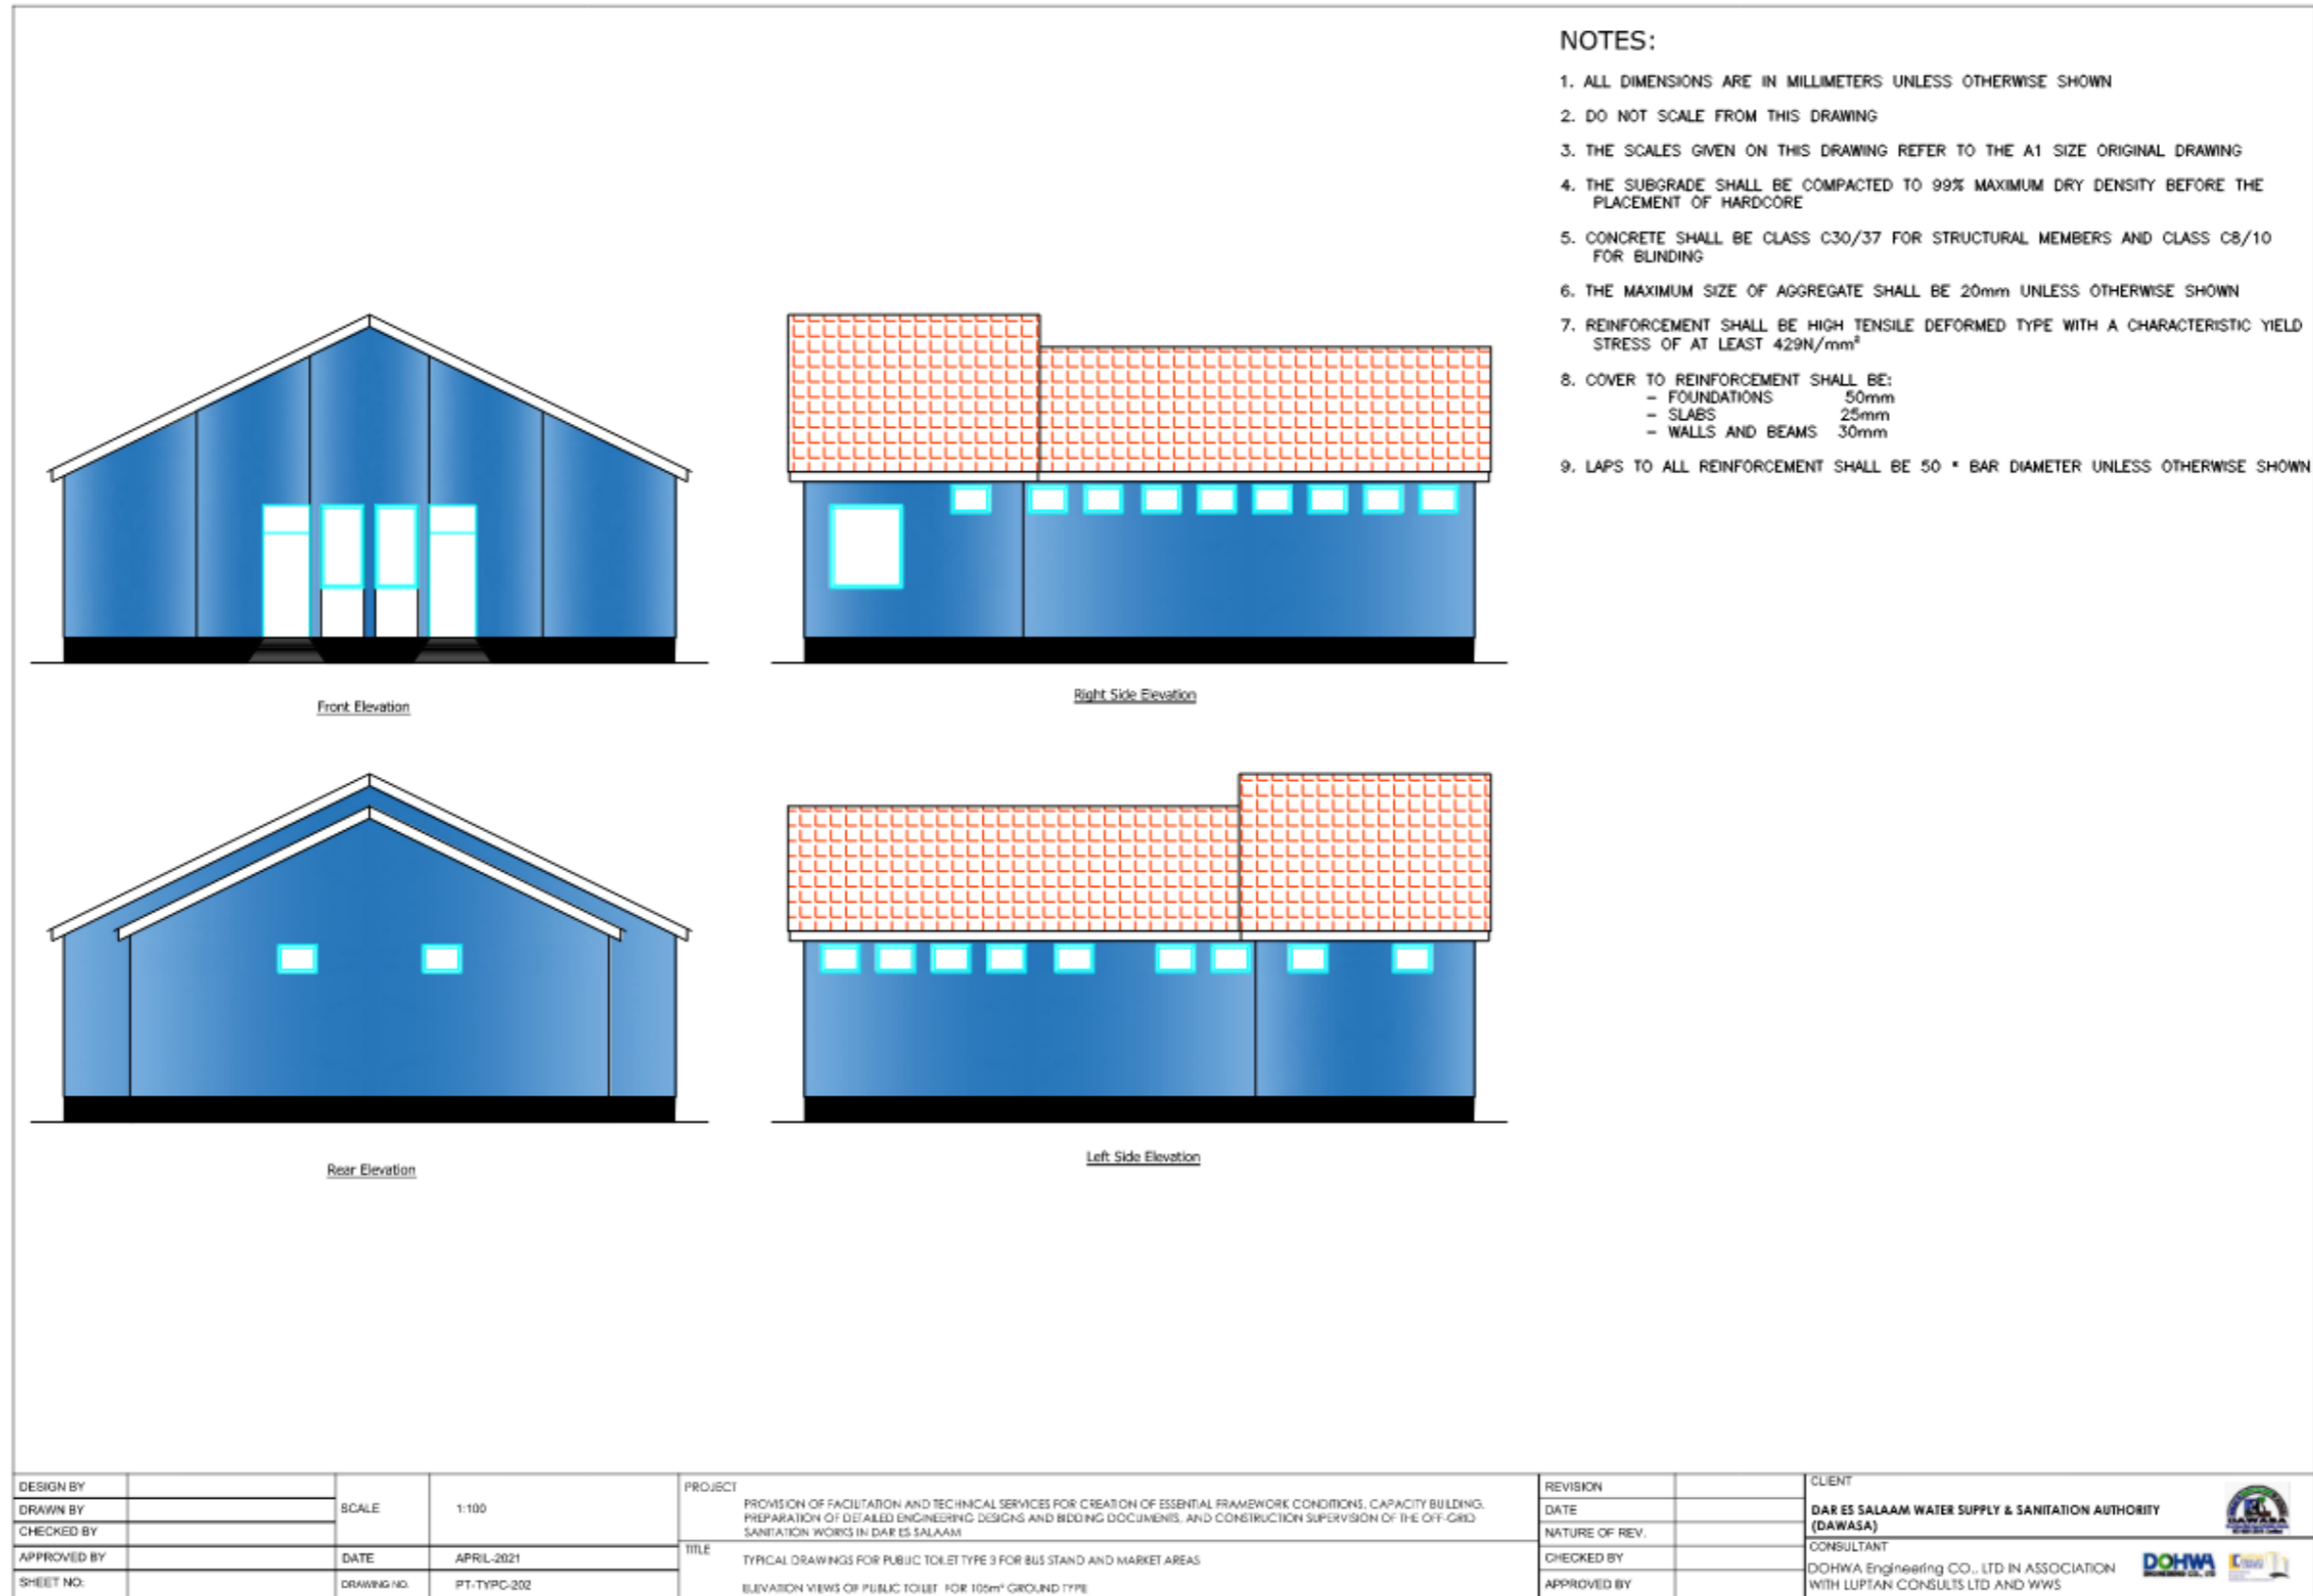 NOTES:
1. ALL DIMENSIONS ARE IN MILLIMETERS UNLESS OTHERWISE SHOWN
2. DO NOT SCALE FROM THIS DRAWING
3. THE SCALES GIVEN ON THIS DRAWING REFER TO THE A1 SIZE ORIGINAL DRAWING
4. THE SUBGRADE SHALL BE COMPACTED TO 99% MAXIMUM DRY DENSITY BEFORE THE
PLACEMENT OF HARDCORE
5. CONCRETE SHALL BE CLASS C30/37 FOR STRUCTURAL MEMBERS AND CLASS C8/10
FOR BLINDING
6. THE MAXIMUM SIZE OF AGGREGATE SHALL BE 20mm UNLESS OTHERWISE SHOWN
7. REINFORCEMENT SHALL BE HIGH TENSILE DEFORMED TYPE WITH A CHARACTERISTIC YIELD
STRESS OF AT LEAST 429N/mm²
8. COVER TO REINFORCEMENT SHALL BE:
- FOUNDATIONS 50mm
- SLABS 25mm
- WALLS AND BEAMS 30mm
9. LAPS TO ALL REINFORCEMENT SHALL BE 50 * BAR DIAMETER UNLESS OTHERWISE SHOWN
Front Elevation
Right Side Elevation
Rear Elevation
Left Side Elevation
DESIGN BY
DRAWN BY
CHECKED BY
APPROVED BY
SHEET NO:
SCALE 1:100
DATE APRIL-2021
DRAWING NO. PT-TYPC-202
PROJECT
PROVISION OF FACILITATION AND TECHNICAL SERVICES FOR CREATION OF ESSENTIAL FRAMEWORK CONDITIONS, CAPACITY BUILDING,
PREPARATION OF DETAILED ENGINEERING DESIGNS AND BIDDING DOCUMENTS, AND CONSTRUCTION SUPERVISION OF THE OFF-GRID
SANITATION WORKS IN DAR ES SALAAM
TITLE
TYPICAL DRAWINGS FOR PUBLIC TOILET TYPE 3 FOR BUS STAND AND MARKET AREAS
ELEVATION VIEWS OF PUBLIC TOILET FOR 105m² GROUND TYPE
REVISION
DATE
NATURE OF REV.
CHECKED BY
APPROVED BY
CLIENT
DAR ES SALAAM WATER SUPPLY & SANITATION AUTHORITY
(DAWASA)
DAWASA
CONSULTANT
DOHWA Engineering CO., LTD IN ASSOCIATION
WITH LUPTAN CONSULTS LTD AND WWS
DOHWA
ENGINEERING CO., LTD